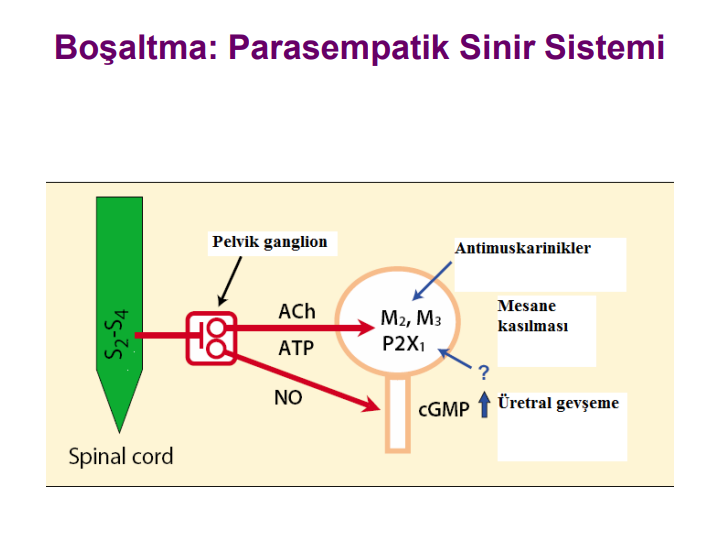 Boşaltma: Parasempatik Sinir Sistemi
Pelvik ganglion
Antimuskarinikler
S2-S4
ACh
ATP
NO
M2, M3
P2X1
Mesane
kasılması
?
cGMP
Üretral gevşeme
Spinal cord